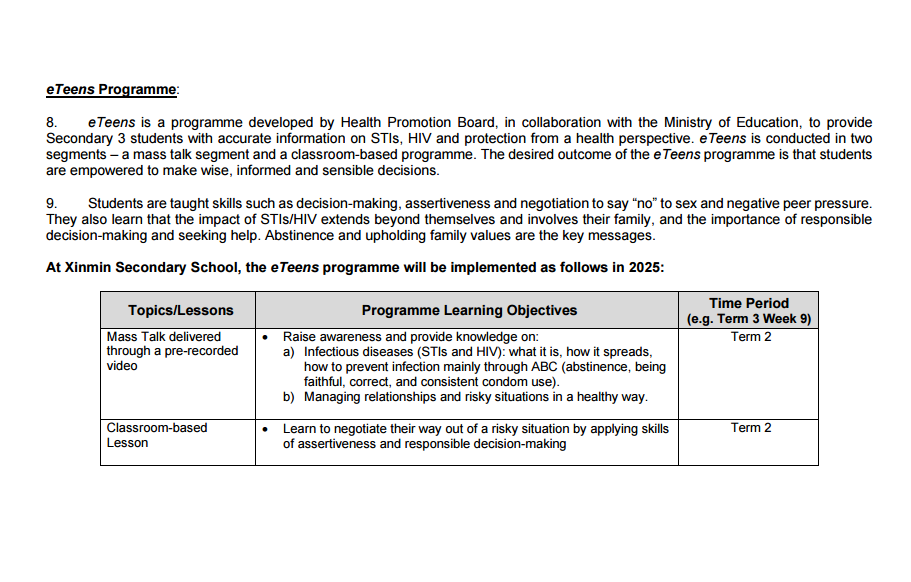 eTeens Programme:
8. eTeens is a programme developed by Health Promotion Board, in collaboration with the Ministry of Education, to provide
Secondary 3 students with accurate information on STIs, HIV and protection from a health perspective. eTeens is conducted in two
segments – a mass talk segment and a classroom-based programme. The desired outcome of the eTeens programme is that students
are empowered to make wise, informed and sensible decisions.
9. Students are taught skills such as decision-making, assertiveness and negotiation to say “no” to sex and negative peer pressure.
They also learn that the impact of STIs/HIV extends beyond themselves and involves their family, and the importance of responsible
decision-making and seeking help. Abstinence and upholding family values are the key messages.
At Xinmin Secondary School, the eTeens programme will be implemented as follows in 2025:
Topics/Lessons
Programme Learning Objectives
Time Period
(e.g. Term 3 Week 9)
Mass Talk delivered
through a pre-recorded
video
• Raise awareness and provide knowledge on:
a) Infectious diseases (STIs and HIV): what it is, how it spreads,
how to prevent infection mainly through ABC (abstinence, being
faithful, correct, and consistent condom use).
b) Managing relationships and risky situations in a healthy way.
Term 2
Classroom-based
Lesson
• Learn to negotiate their way out of a risky situation by applying skills
of assertiveness and responsible decision-making
Term 2